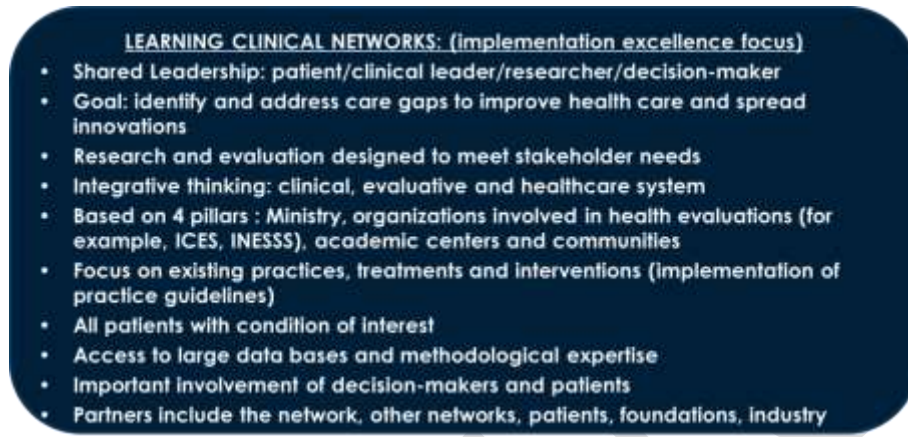 LEARNING CLINICAL NETWORKS: (implementation excellence focus)
• Shared Leadership: patient/clinical leader/researcher/decision-maker
• Goal: identify and address care gaps to improve health care and spread
innovations
• Research and evaluation designed to meet stakeholder needs
• Integrative thinking: clinical, evaluative and healthcare system
• Based on 4 pillars : Ministry, organizations involved in health evaluations (for
example, ICES, INESSS), academic centers and communities
• Focus on existing practices, treatments and interventions (implementation of
practice guidelines)
• All patients with condition of interest
• Access to large data bases and methodological expertise
• Important involvement of decision-makers and patients
• Partners include the network, other networks, patients, foundations, industry